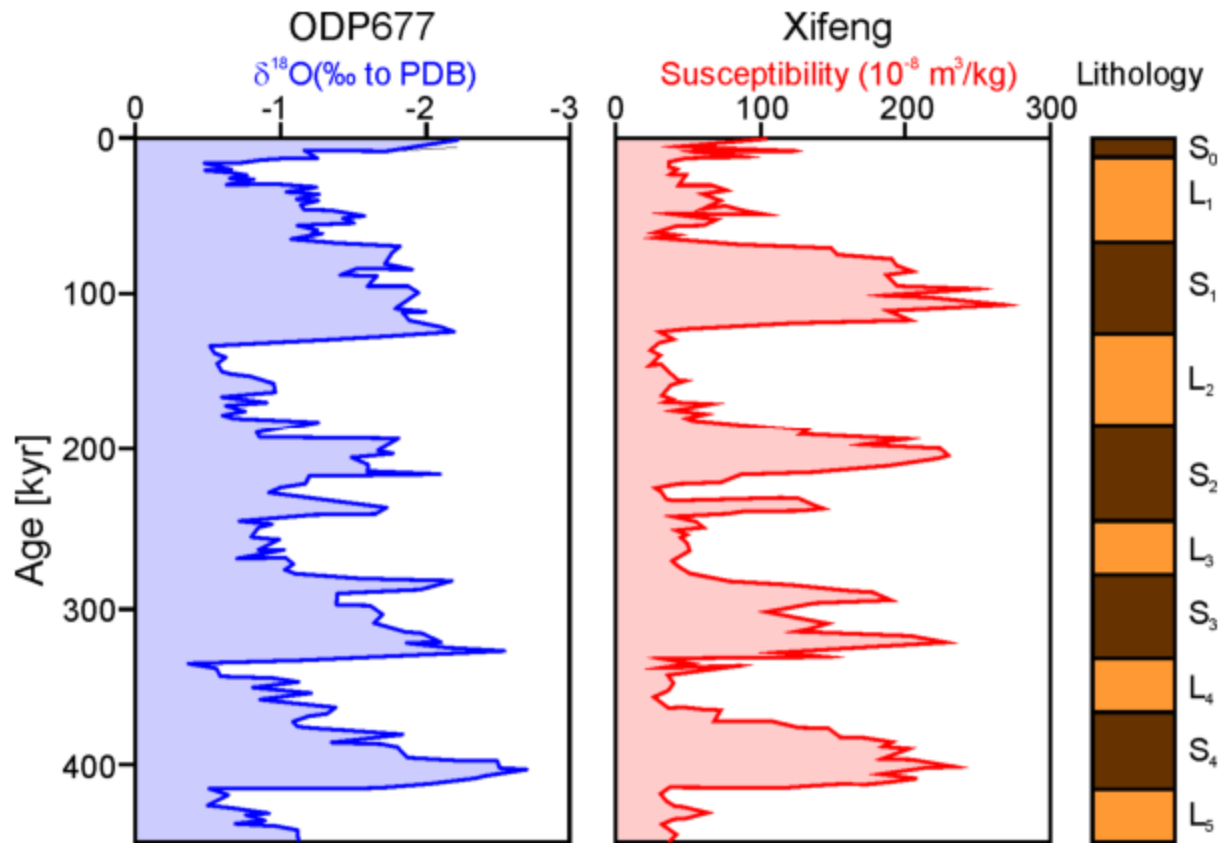 ODP677 Xifeng
δ¹⁸O(‰ to PDB) Susceptibility (10⁻⁸ m³/kg) Lithology
0 -1 -2 -3 0 100 200 300
0
100
200
300
400
Age [kyr]
S₀
L₁
S₁
L₂
S₂
L₃
S₃
L₄
S₄
L₅